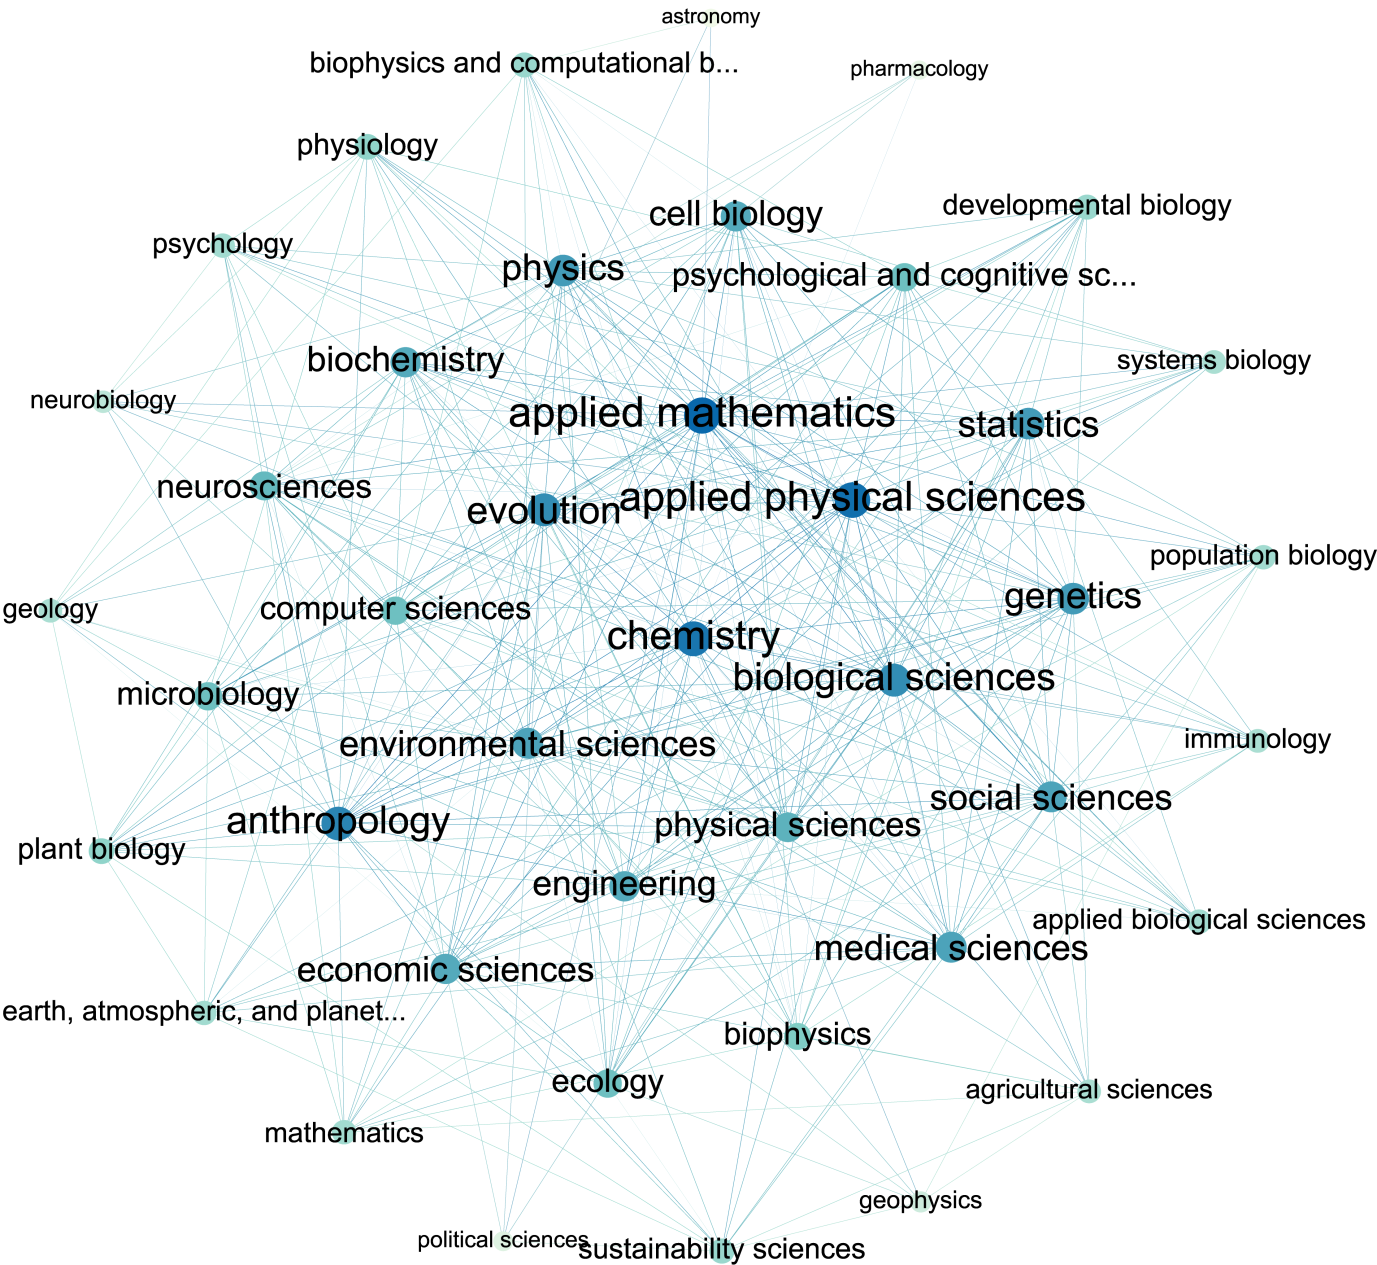 astronomy
biophysics and computational b...
pharmacology
physiology
developmental biology
cell biology
psychology
physics
psychological and cognitive sc...
biochemistry
systems biology
neurobiology
applied mathematics
statistics
neurosciences
evolution
applied physical sciences
population biology
genetics
geology
computer sciences
chemistry
biological sciences
microbiology
immunology
environmental sciences
social sciences
anthropology
physical sciences
plant biology
engineering
applied biological sciences
medical sciences
economic sciences
earth, atmospheric, and planet...
biophysics
ecology
agricultural sciences
mathematics
geophysics
political sciences
sustainability sciences